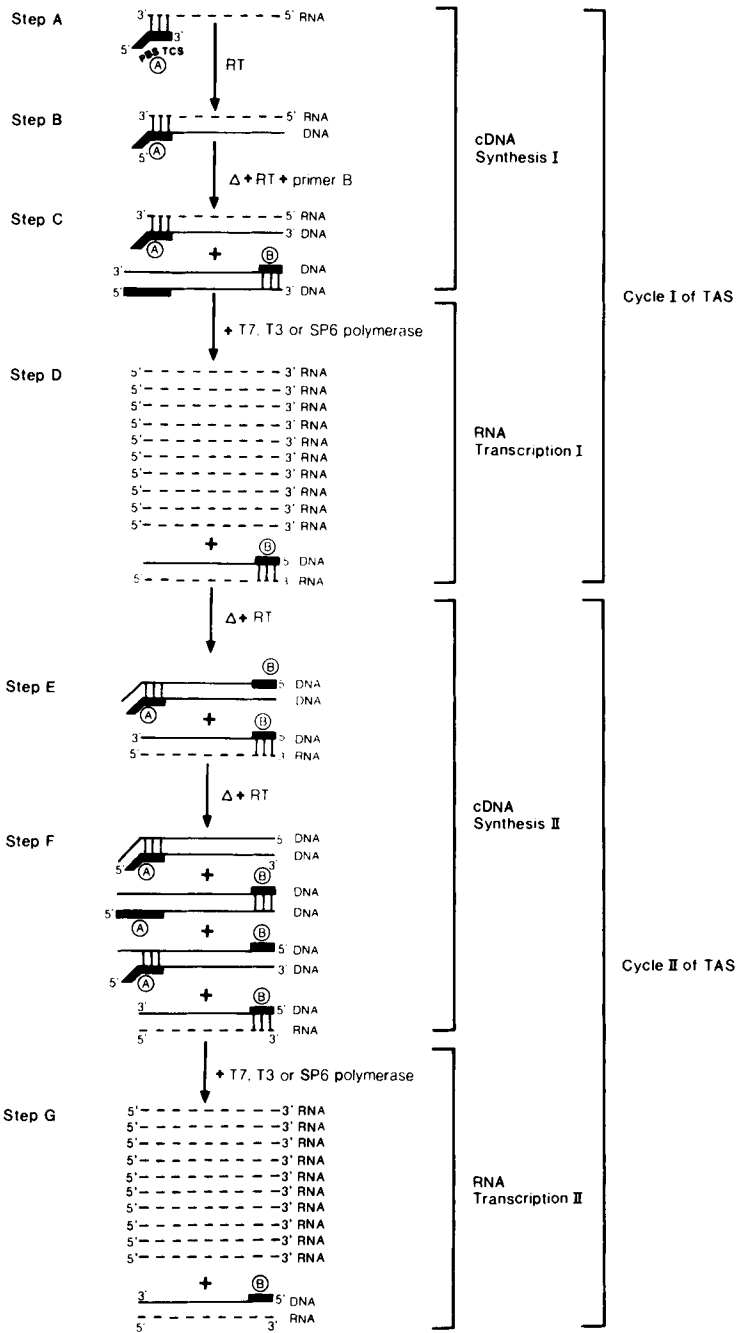 Step A
3' 5' RNA
5' 3'
PBS TCS
A
RT
Step B
3' 5' RNA
DNA
5' A
Δ + RT + primer B
cDNA
Synthesis I
Step C
3' 5' RNA
3' DNA
A
+ B
3' DNA
5' 3' DNA
Cycle I of TAS
+ T7, T3 or SP6 polymerase
Step D
5' 3' RNA
5' 3' RNA
5' 3' RNA
5' 3' RNA
5' 3' RNA
5' 3' RNA
5' 3' RNA
5' 3' RNA
5' 3' RNA
5' 3' RNA
RNA
Transcription I
+ B
5' DNA
5' 3' RNA
Δ + RT
Step E
B
5' DNA
DNA
A
+ B
3' 5' DNA
5' 3' RNA
Δ + RT
cDNA
Synthesis II
Step F
5' DNA
DNA
5' A 3'
+ B
DNA
5' DNA
A
+ B
5' DNA
3' DNA
5' A
+ B
3' 5' DNA
RNA
5' 3'
Cycle II of TAS
+ T7, T3 or SP6 polymerase
Step G
5' 3' RNA
5' 3' RNA
5' 3' RNA
5' 3' RNA
5' 3' RNA
5' 3' RNA
5' 3' RNA
5' 3' RNA
5' 3' RNA
5' 3' RNA
RNA
Transcription II
+ B
3' 5' DNA
RNA
5' 3'